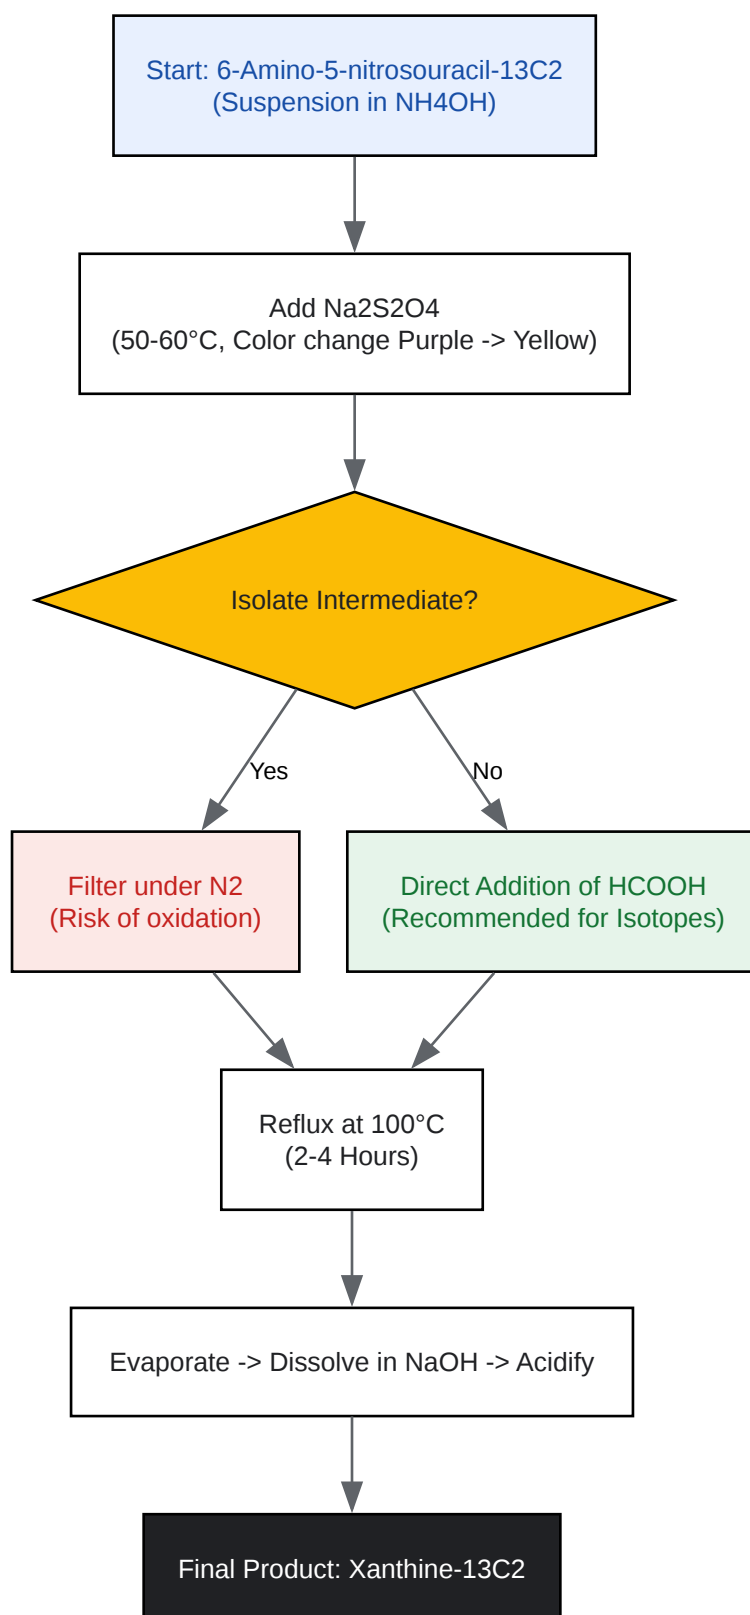 Start: 6-Amino-5-nitrosouracil-13C2
(Suspension in NH4OH)
Add Na2S2O4
(50-60°C, Color change Purple -> Yellow)
Isolate Intermediate?
Yes
No
Filter under N2
(Risk of oxidation)
Direct Addition of HCOOH
(Recommended for Isotopes)
Reflux at 100°C
(2-4 Hours)
Evaporate -> Dissolve in NaOH -> Acidify
Final Product: Xanthine-13C2